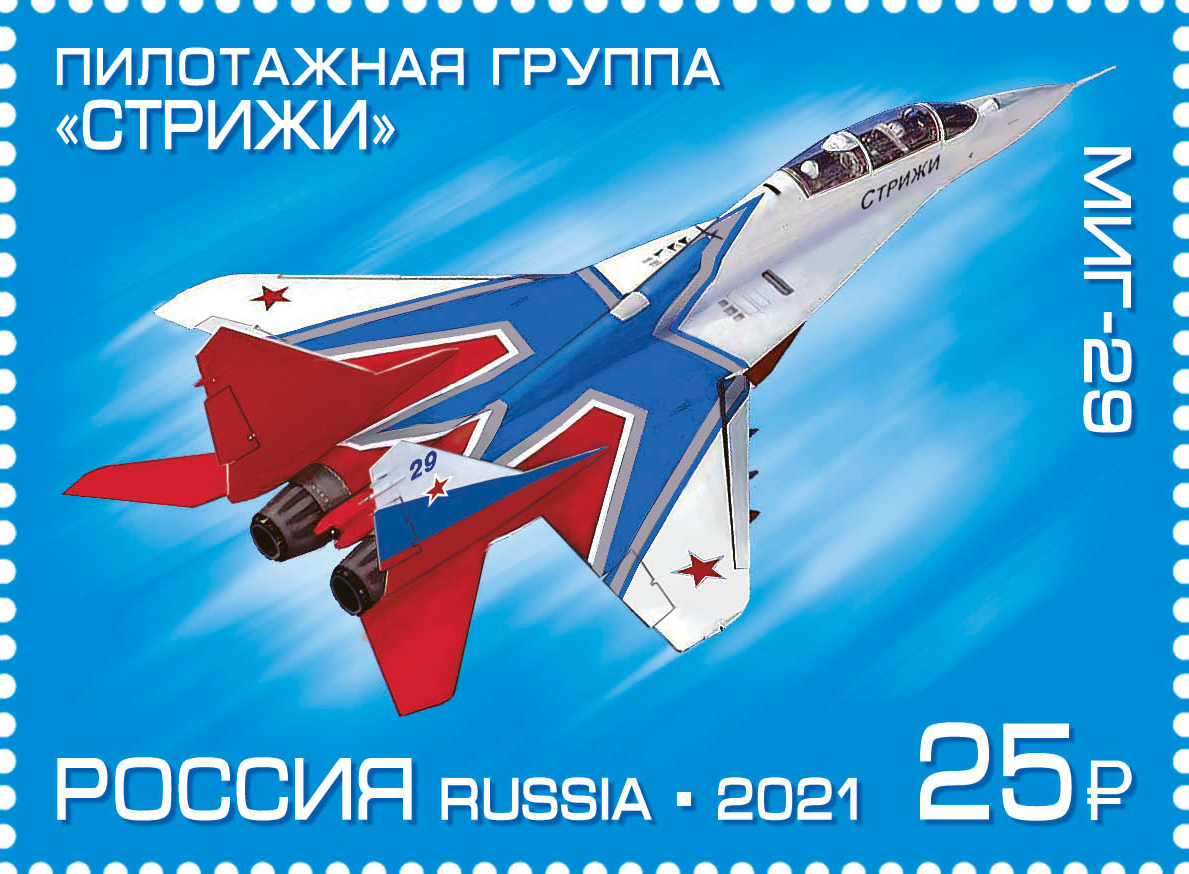 ПИЛОТАЖНАЯ ГРУППА
«СТРИЖИ»
СТРИЖИ
МИГ-29
29
РОССИЯ RUSSIA ▪ 2021 25₽